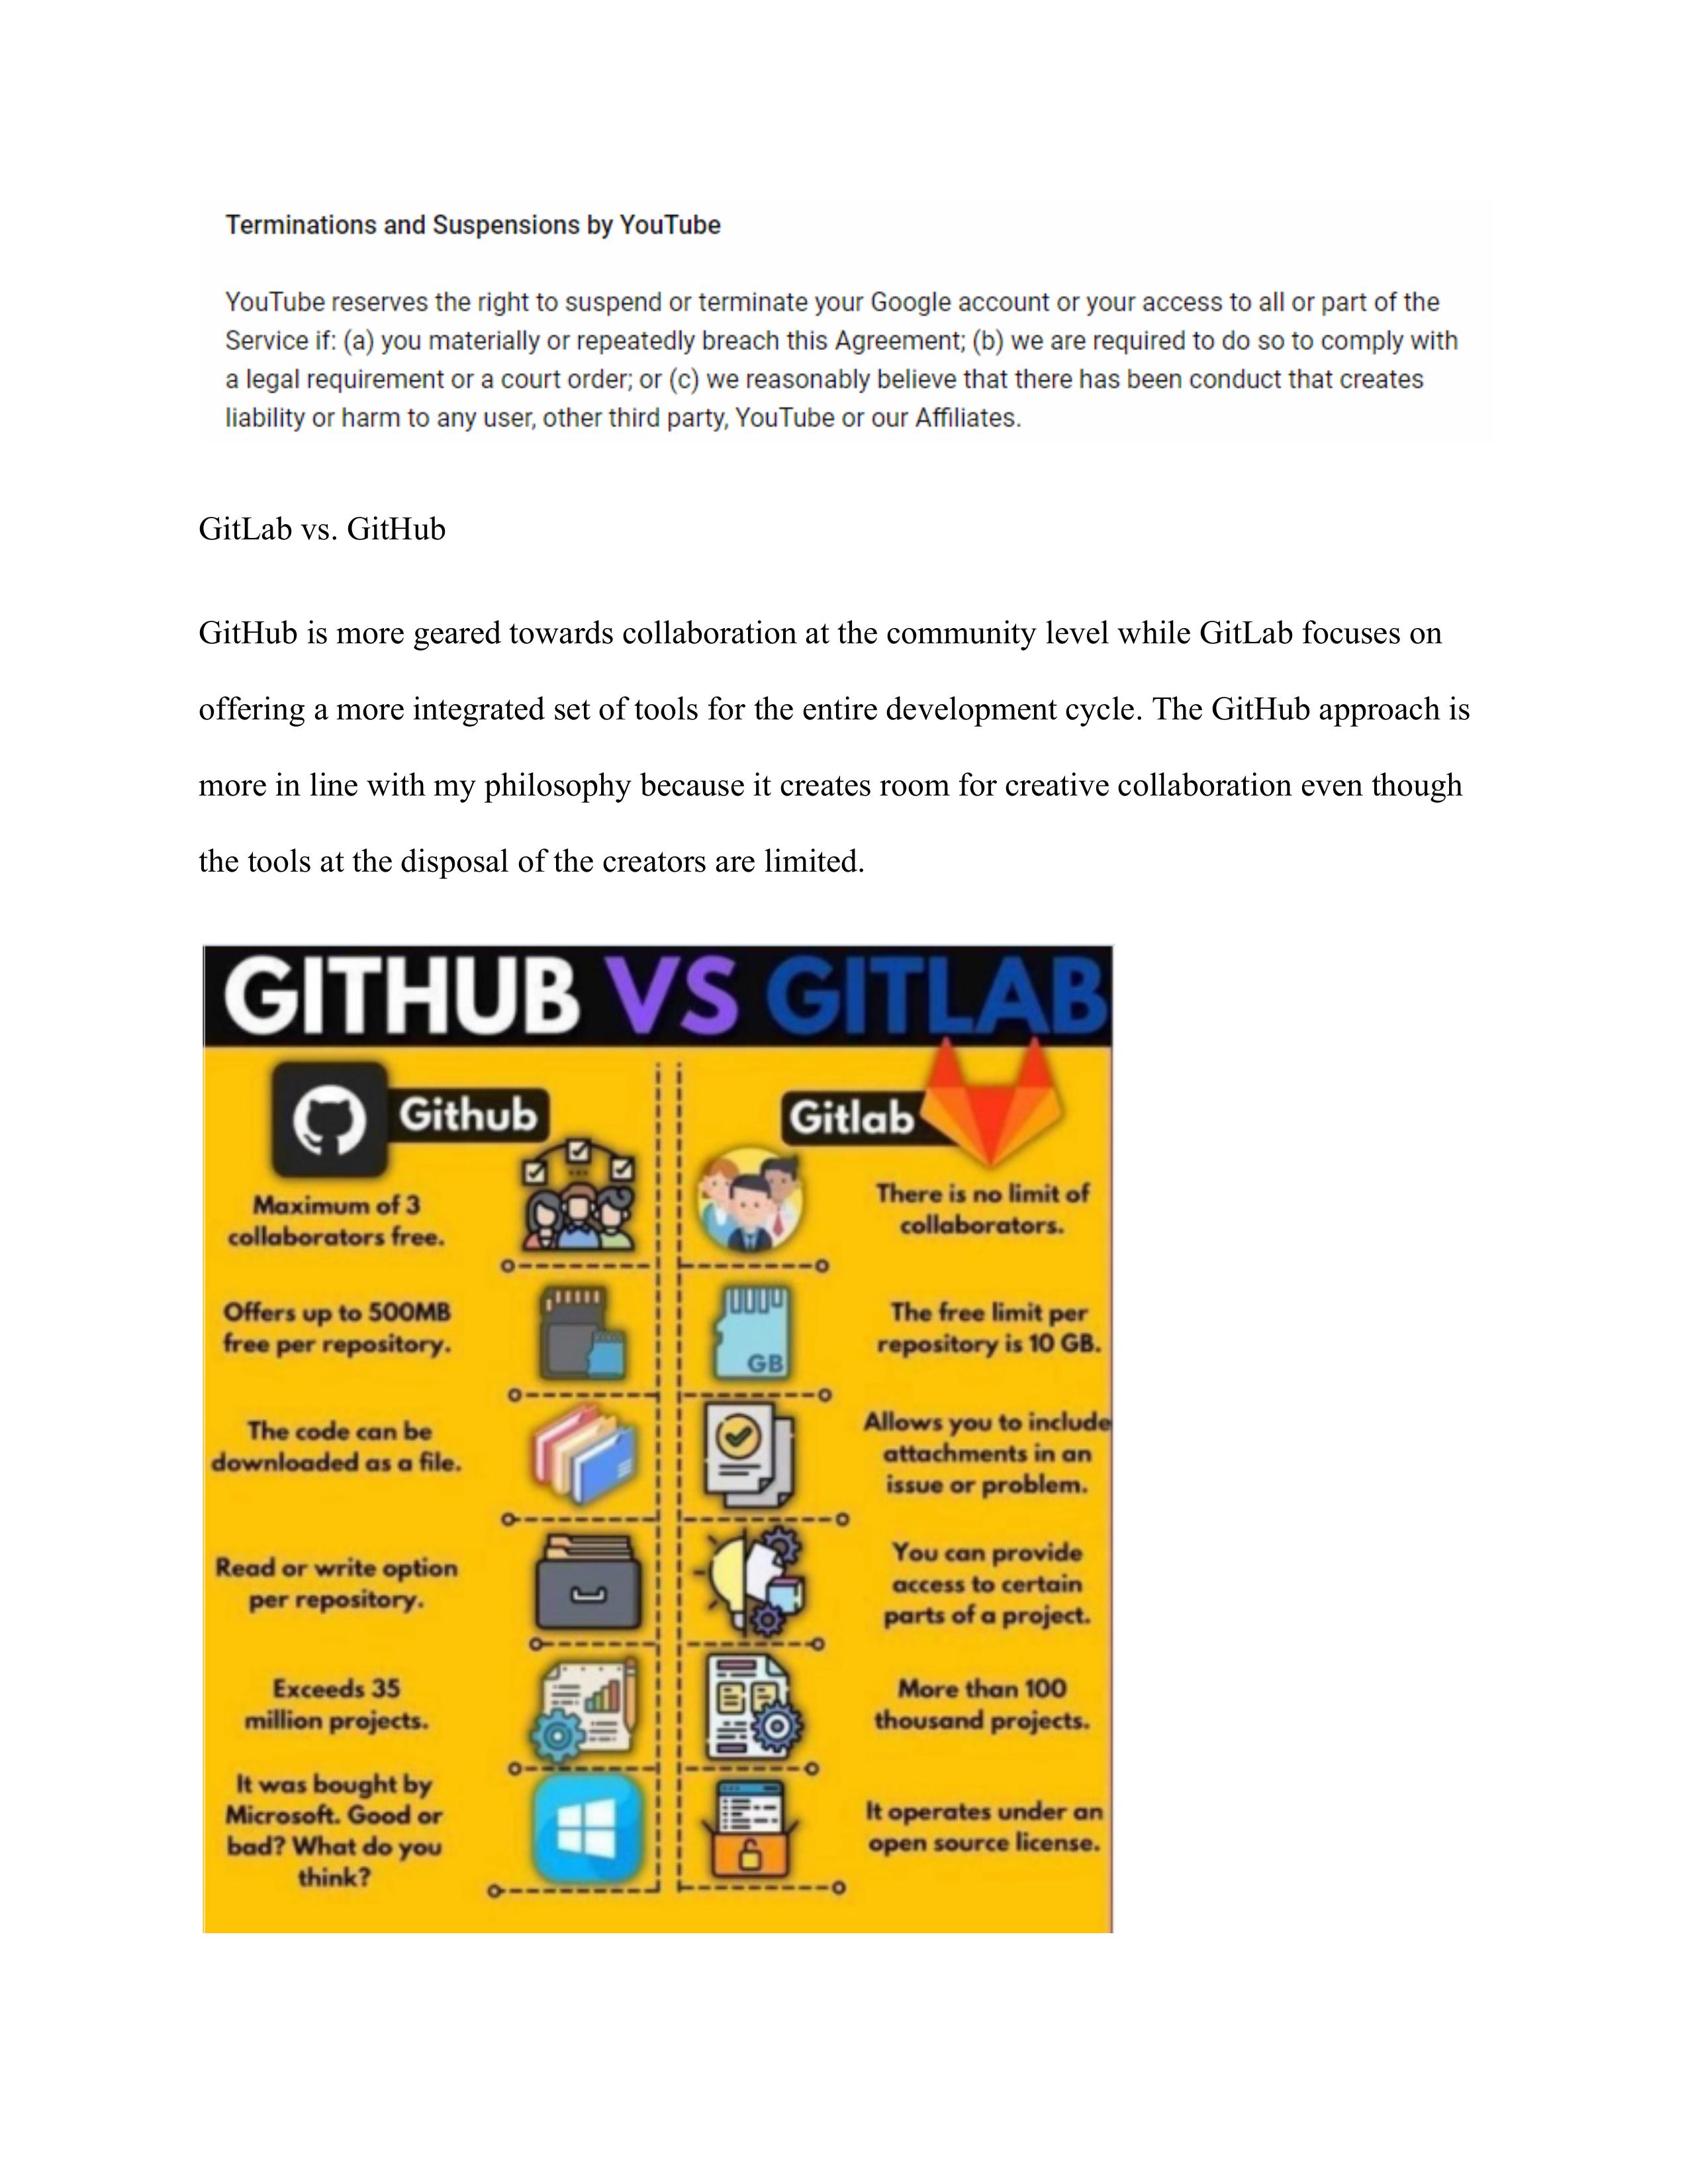 Terminations and Suspensions by YouTube
YouTube reserves the right to suspend or terminate your Google account or your access to all or part of the
Service if: (a) you materially or repeatedly breach this Agreement; (b) we are required to do so to comply with
a legal requirement or a court order; or (c) we reasonably believe that there has been conduct that creates
liability or harm to any user, other third party, YouTube or our Affiliates.
GitLab vs. GitHub
GitHub is more geared towards collaboration at the community level while GitLab focuses on
offering a more integrated set of tools for the entire development cycle. The GitHub approach is
more in line with my philosophy because it creates room for creative collaboration even though
the tools at the disposal of the creators are limited.
GITHUB VS GITLAB
Github
Maximum of 3
collaborators free.
Offers up to 500MB
free per repository.
The code can be
downloaded as a file.
Read or write option
per repository.
Exceeds 35
million projects.
It was bought by
Microsoft. Good or
bad? What do you
think?
Gitlab
There is no limit of
collaborators.
GB
The free limit per
repository is 10 GB.
Allows you to include
attachments in an
issue or problem.
You can provide
access to certain
parts of a project.
More than 100
thousand projects.
It operates under an
open source license.